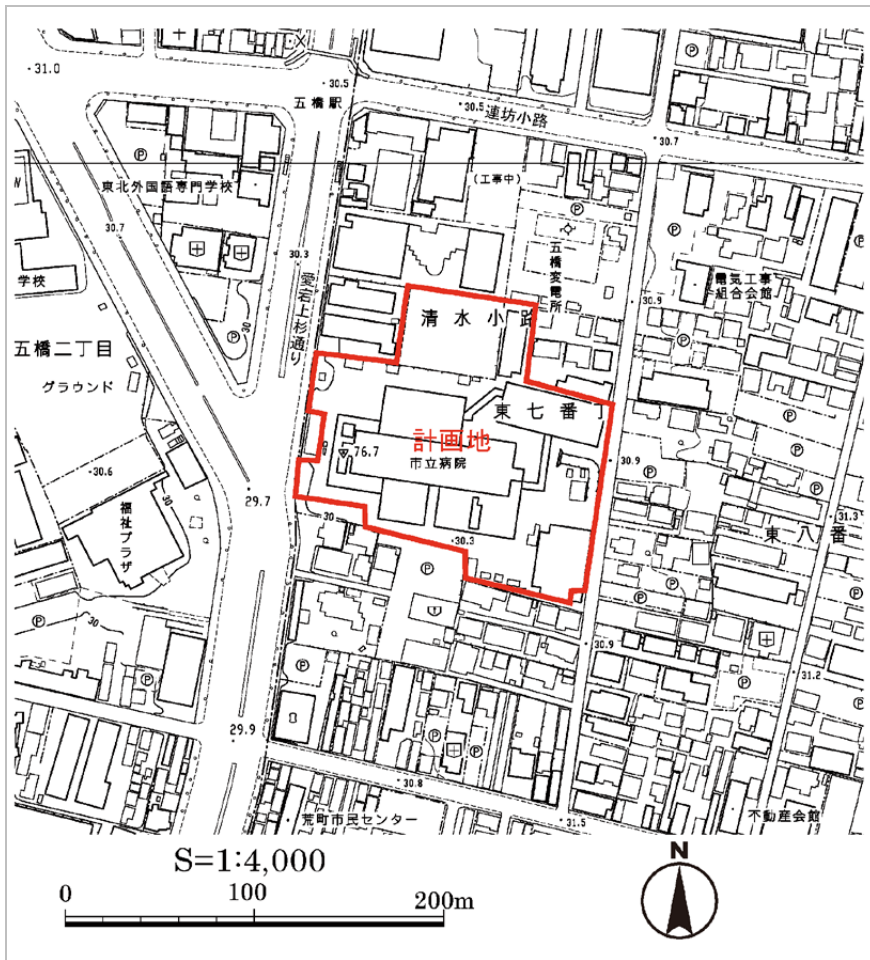 31.0
30.5
五橋駅
30.5
連坊小路
30.7
(工事中)
東北外国語専門学校
30.7
30.3
愛宕上杉通り
五橋変電所
30.9
電気工事
組合会館
学校
30
清水小路
五橋二丁目
グラウンド
東七番丁
計画地
76.7
市立病院
30.9
30.6
29.7
30
30
30.3
31.3
東八番
福祉プラザ
30
30.9
31.2
29.9
30.8
荒町市民センター
31.5
不動産会館
S=1:4,000
0
100
200m
N